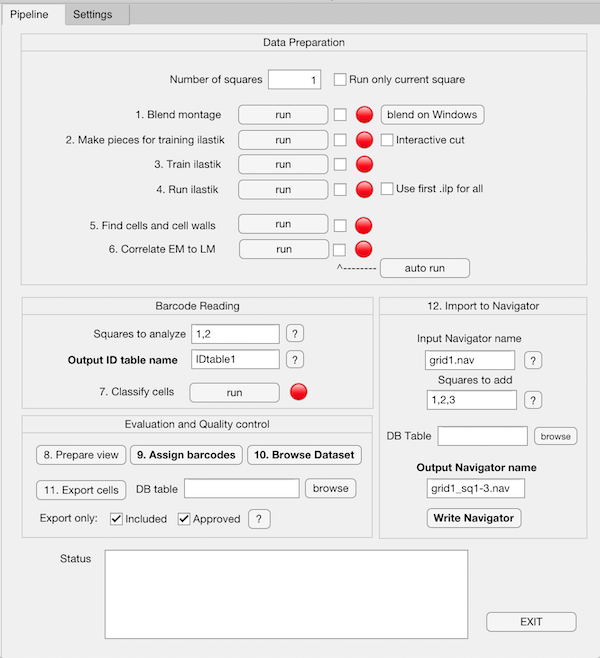 Pipeline Settings
Data Preparation
Number of squares 1 Run only current square
1. Blend montage run blend on Windows
2. Make pieces for training ilastik run Interactive cut
3. Train ilastik run
4. Run ilastik run Use first .ilp for all
5. Find cells and cell walls run
6. Correlate EM to LM run
^-------- auto run
Barcode Reading
Squares to analyze 1,2 ?
Output ID table name IDtable1 ?
7. Classify cells run
Evaluation and Quality control
8. Prepare view 9. Assign barcodes 10. Browse Dataset
11. Export cells DB table browse
Export only: Included Approved ?
12. Import to Navigator
Input Navigator name
grid1.nav ?
Squares to add
1,2,3 ?
DB Table browse
Output Navigator name
grid1_sq1-3.nav
Write Navigator
Status
EXIT